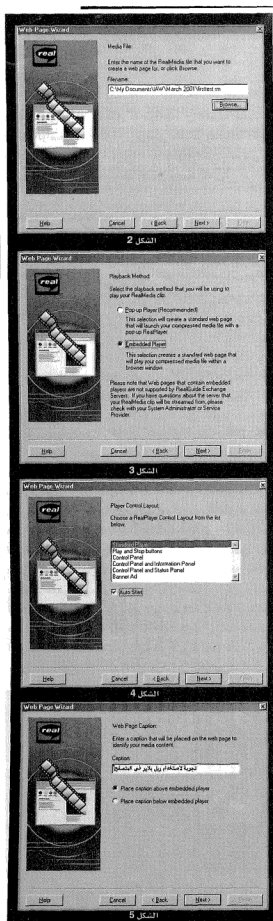 Web Page Wizard
real
Media File:
Enter the name of the RealMedia file that you want to
create a web page for, or click Browse.
Filename:
C:\My Documents\IAW\March 2001\firsttest.rm
Browse...
Help
Cancel
< Back
Next >
الشكل 2
Web Page Wizard
real
Playback Method:
Select the playback method that you will be using to
play your RealMedia clip.
Pop-up Player (Recommended)
This selection will create a standard web page
that will launch your compressed media file with a
pop-up RealPlayer.
Embedded Player
This selection creates a standard web page that
will play your compressed media file within a
browser window.
Please note that Web pages that contain embedded
players are not supported by RealGuide Exchange
Servers. If you have questions about the server that
your RealMedia clip will be streamed from, please
check with your System Administrator or Service
Provider.
Help
Cancel
< Back
Next >
الشكل 3
Web Page Wizard
real
Player Control Layout:
Choose a RealPlayer Control Layout from the list
below.
Standard Player
Play and Stop buttons
Control Panel
Control Panel and Information Panel
Control Panel and Status Panel
Banner Ad
Auto Start
Help
Cancel
< Back
Next >
الشكل 4
Web Page Wizard
real
Web Page Caption:
Enter a caption that will be placed on the web page to
identify your media content.
Caption:
تجربة لاستخدام ريل بلاير في المتصفح
Place caption above embedded player
Place caption below embedded player
Help
Cancel
< Back
Next >
الشكل 5